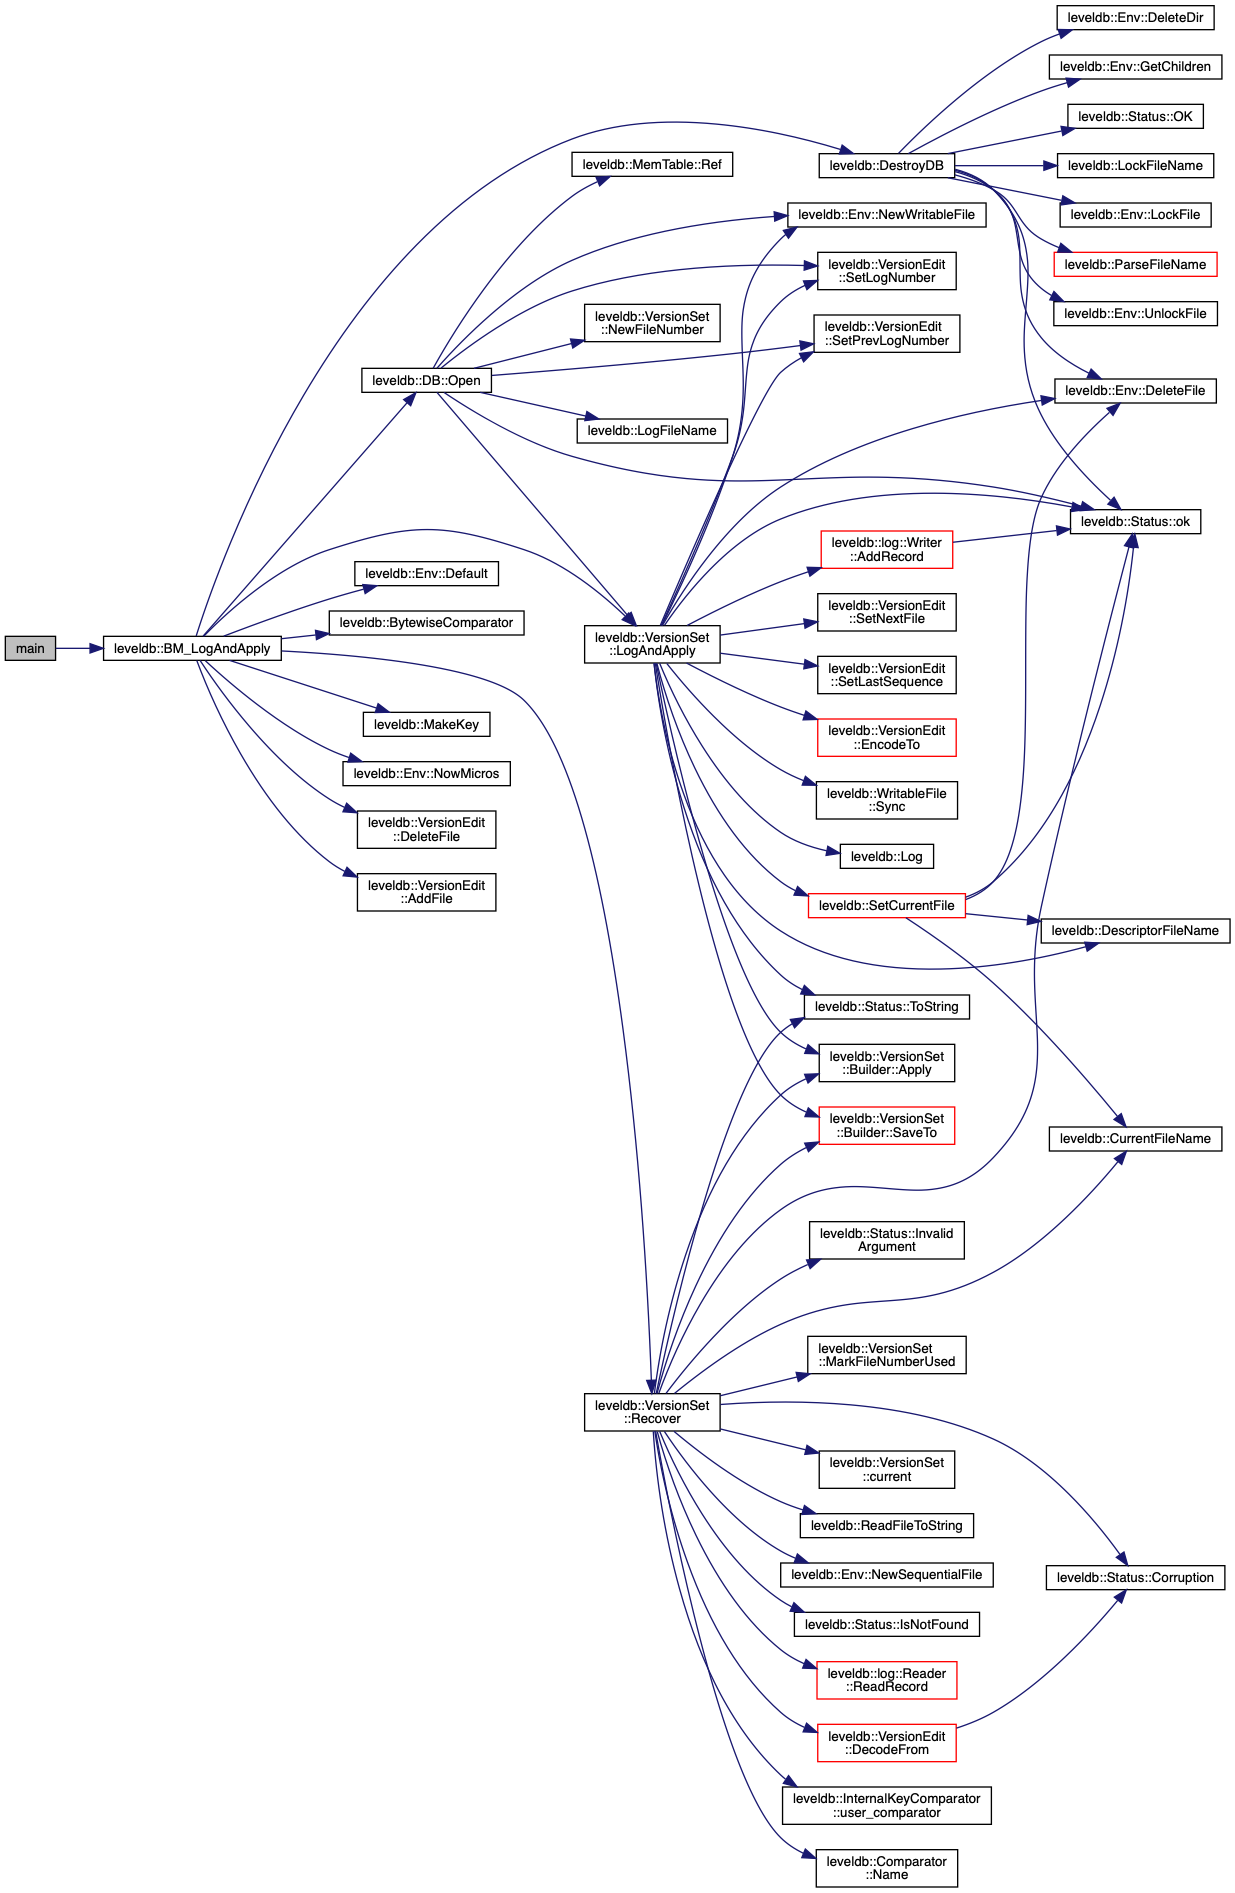 leveldb::Env::DeleteDir
leveldb::Env::GetChildren
leveldb::Status::OK
leveldb::MemTable::Ref
leveldb::DestroyDB
leveldb::LockFileName
leveldb::Env::NewWritableFile
leveldb::Env::LockFile
leveldb::VersionEdit
::SetLogNumber
leveldb::ParseFileName
leveldb::VersionSet
::NewFileNumber
leveldb::VersionEdit
::SetPrevLogNumber
leveldb::Env::UnlockFile
leveldb::DB::Open
leveldb::Env::DeleteFile
leveldb::LogFileName
leveldb::Status::ok
leveldb::log::Writer
::AddRecord
leveldb::Env::Default
leveldb::VersionEdit
::SetNextFile
leveldb::BytewiseComparator
main
leveldb::BM_LogAndApply
leveldb::VersionSet
::LogAndApply
leveldb::VersionEdit
::SetLastSequence
leveldb::MakeKey
leveldb::VersionEdit
::EncodeTo
leveldb::Env::NowMicros
leveldb::WritableFile
::Sync
leveldb::VersionEdit
::DeleteFile
leveldb::Log
leveldb::VersionEdit
::AddFile
leveldb::SetCurrentFile
leveldb::DescriptorFileName
leveldb::Status::ToString
leveldb::VersionSet
::Builder::Apply
leveldb::VersionSet
::Builder::SaveTo
leveldb::CurrentFileName
leveldb::Status::Invalid
Argument
leveldb::VersionSet
::MarkFileNumberUsed
leveldb::VersionSet
::Recover
leveldb::VersionSet
::current
leveldb::ReadFileToString
leveldb::Env::NewSequentialFile
leveldb::Status::Corruption
leveldb::Status::IsNotFound
leveldb::log::Reader
::ReadRecord
leveldb::VersionEdit
::DecodeFrom
leveldb::InternalKeyComparator
::user_comparator
leveldb::Comparator
::Name